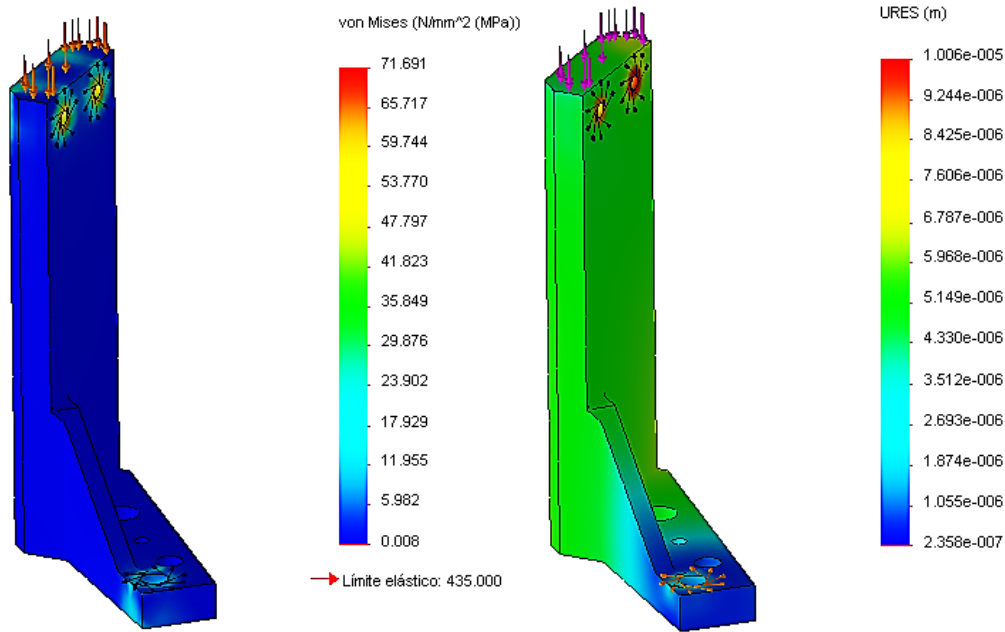 von Mises (N/mm^2 (MPa))
71.691
65.717
59.744
53.770
47.797
41.823
35.849
29.876
23.902
17.929
11.955
5.982
0.008
Límite elástico: 435.000
URES (m)
1.006e-005
9.244e-006
8.425e-006
7.606e-006
6.787e-006
5.968e-006
5.149e-006
4.330e-006
3.512e-006
2.693e-006
1.874e-006
1.055e-006
2.358e-007